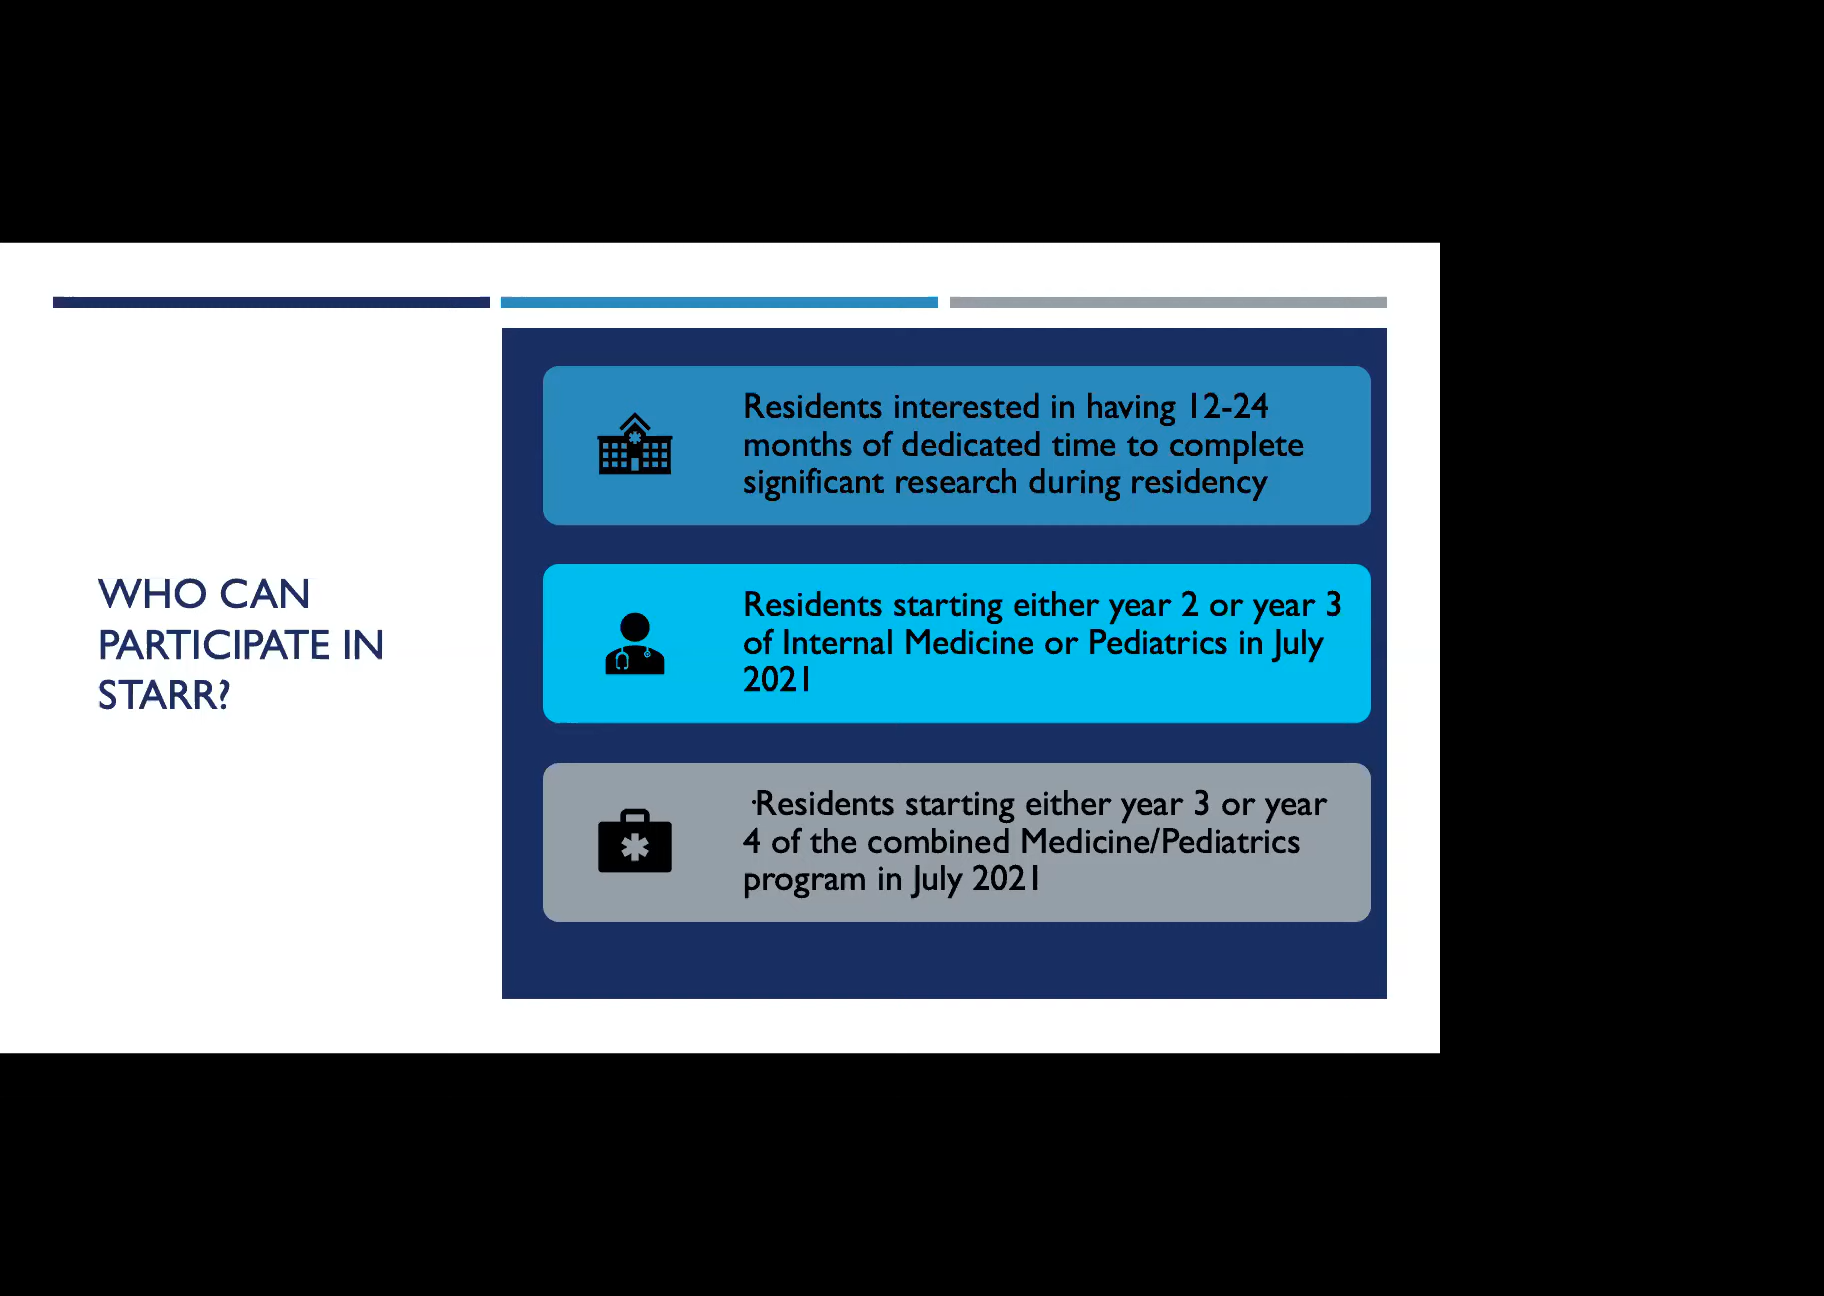 WHO CAN
PARTICIPATE IN
STARR?
Residents interested in having 12-24
months of dedicated time to complete
significant research during residency
Residents starting either year 2 or year 3
of Internal Medicine or Pediatrics in July
2021
·Residents starting either year 3 or year
4 of the combined Medicine/Pediatrics
program in July 2021